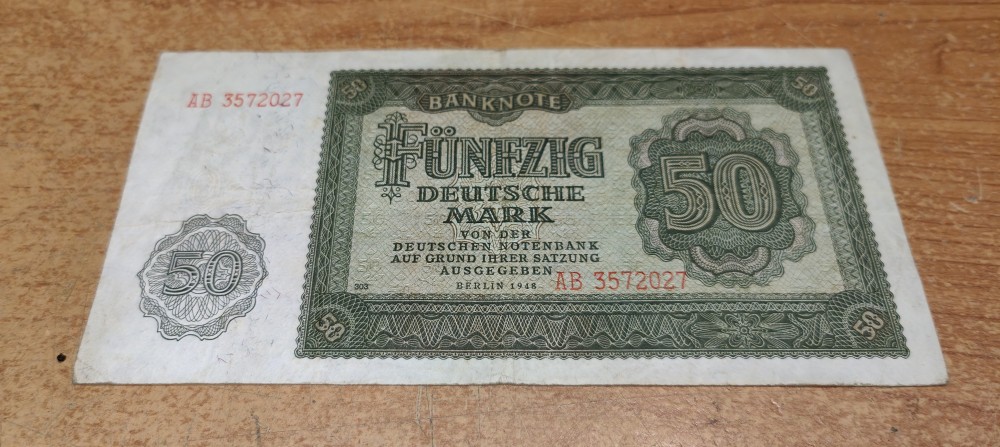 AB 3572027
50
50
BANKNOTE
50
FÜNFZIG
DEUTSCHE
MARK
50
VON DER
DEUTSCHEN NOTENBANK
AUF GRUND IHRER SATZUNG
AUSGEGEBEN
303
BERLIN 1948
AB 3572027
50
50